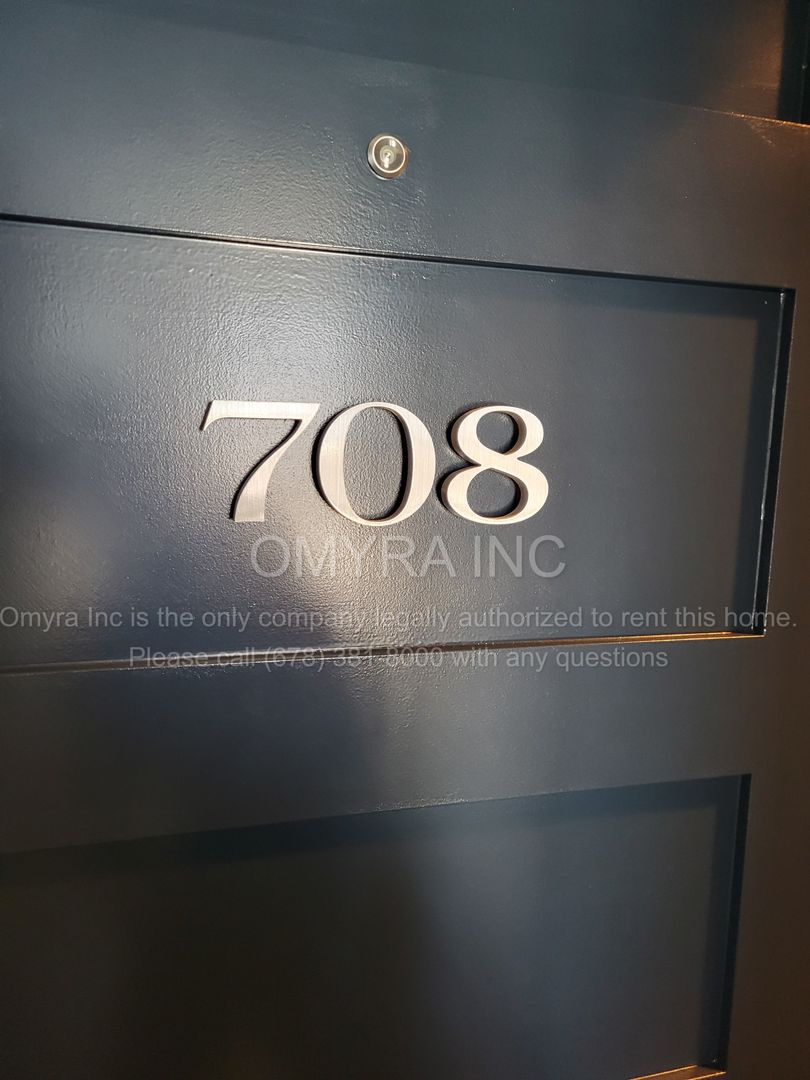 708
OMYRA INC
Omyra Inc is the only company legally authorized to rent this home.
Please call (678) 381-8000 with any questions